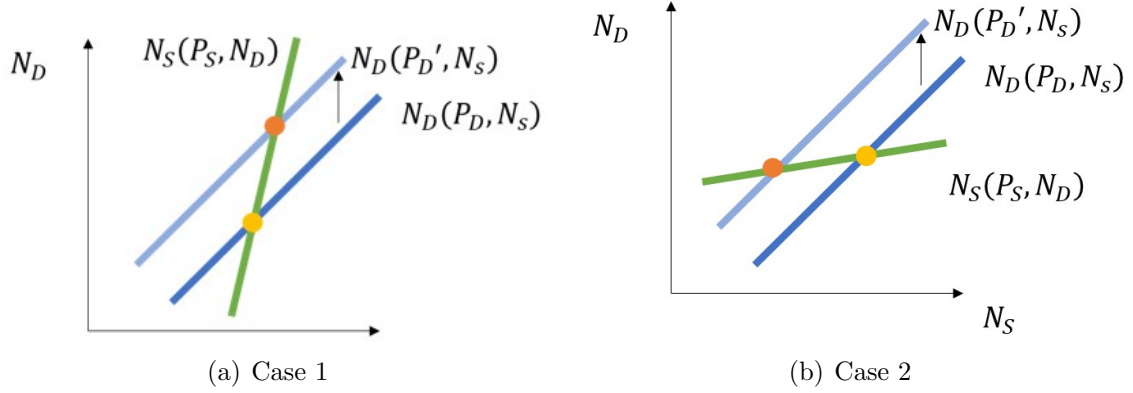 N_D
N_S(P_S, N_D)
N_D(P_D', N_s)
N_D(P_D, N_s)
(a) Case 1
N_D
N_D(P_D', N_s)
N_D(P_D, N_s)
N_S(P_S, N_D)
N_S
(b) Case 2